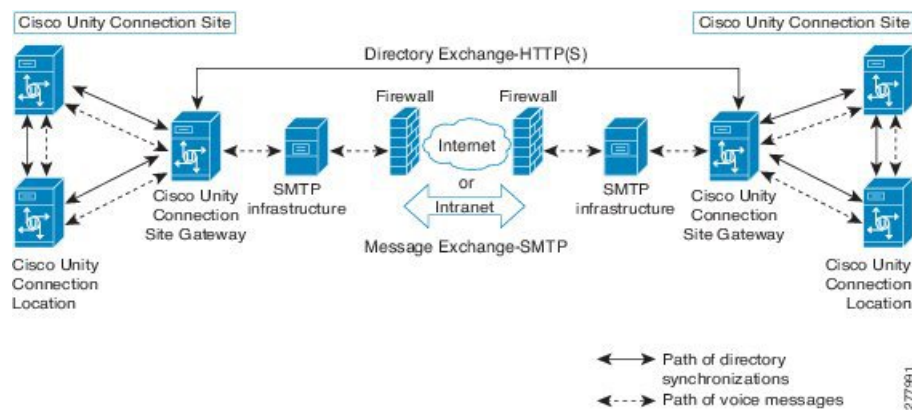 Cisco Unity Connection Site
Cisco Unity Connection Site
Directory Exchange-HTTP(S)
Firewall
Firewall
Internet
or
Intranet
Cisco Unity
Connection
Site Gateway
SMTP
infrastructure
SMTP
infrastructure
Cisco Unity
Connection
Site Gateway
Message Exchange-SMTP
Cisco Unity
Connection
Location
Cisco Unity
Connection
Location
Path of directory
synchronizations
Path of voice messages
277991